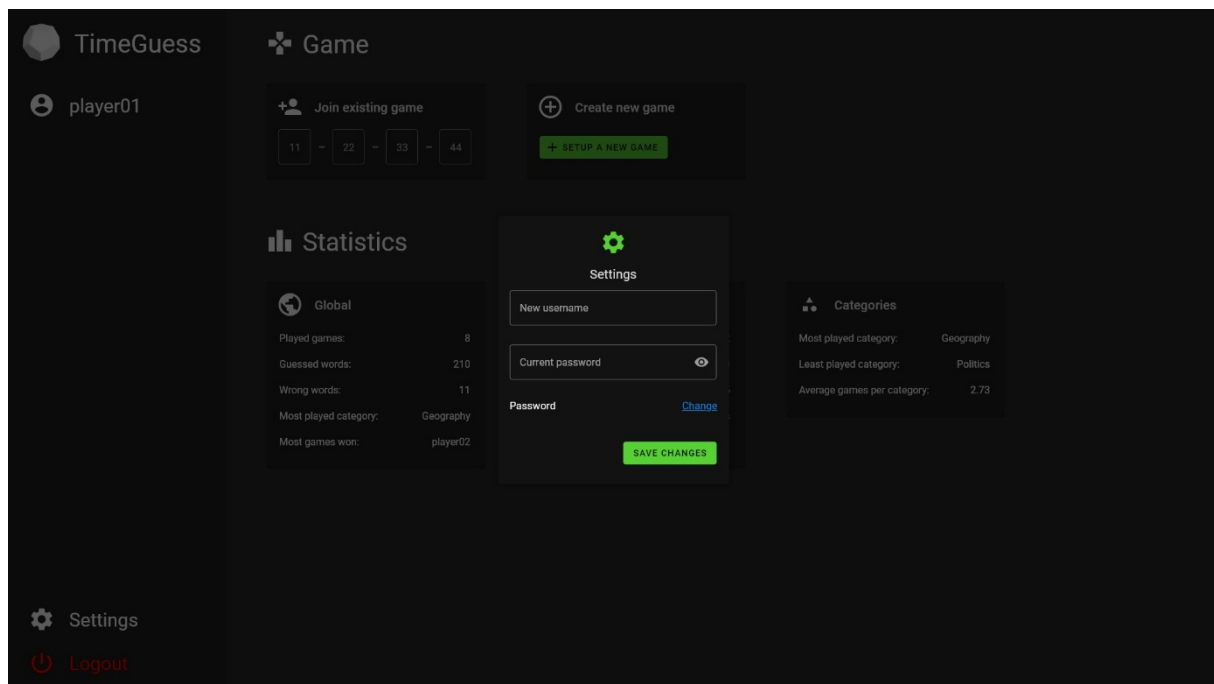 TimeGuess
player01
Game
Join existing game
11 – 22 – 33 – 44
Create new game
SETUP A NEW GAME
Statistics
Global
Played games: 8
Guessed words: 210
Wrong words: 11
Most played category: Geography
Most games won: player02
Settings
New username
Current password
Password Change
SAVE CHANGES
Categories
Most played category: Geography
Least played category: Politics
Average games per category: 2.73
Settings
Logout